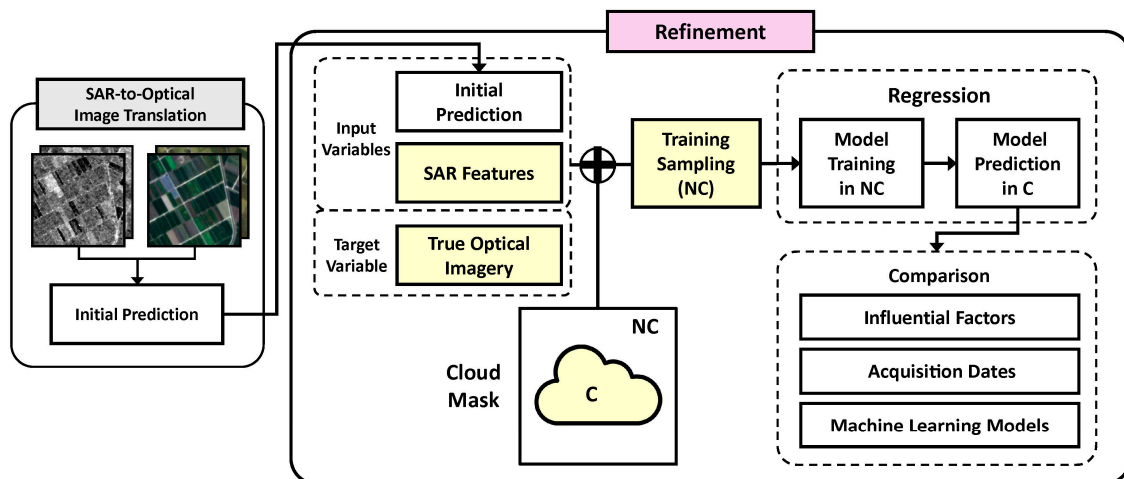 Refinement
SAR-to-Optical
Image Translation
Initial Prediction
Input
Variables
Initial
Prediction
SAR Features
Target
Variable
True Optical
Imagery
Cloud
Mask
NC
C
Training
Sampling
(NC)
Regression
Model
Training
in NC
Model
Prediction
in C
Comparison
Influential Factors
Acquisition Dates
Machine Learning Models